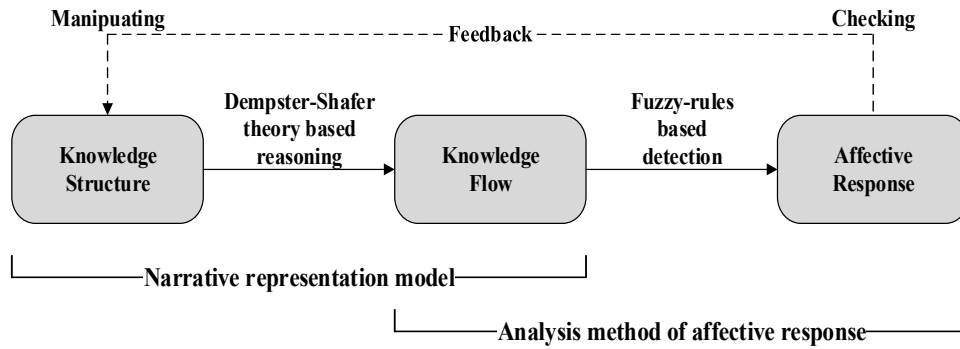 Manipuating
Checking
Feedback
Dempster-Shafer
theory based
reasoning
Fuzzy-rules
based
detection
Knowledge
Structure
Knowledge
Flow
Affective
Response
Narrative representation model
Analysis method of affective response